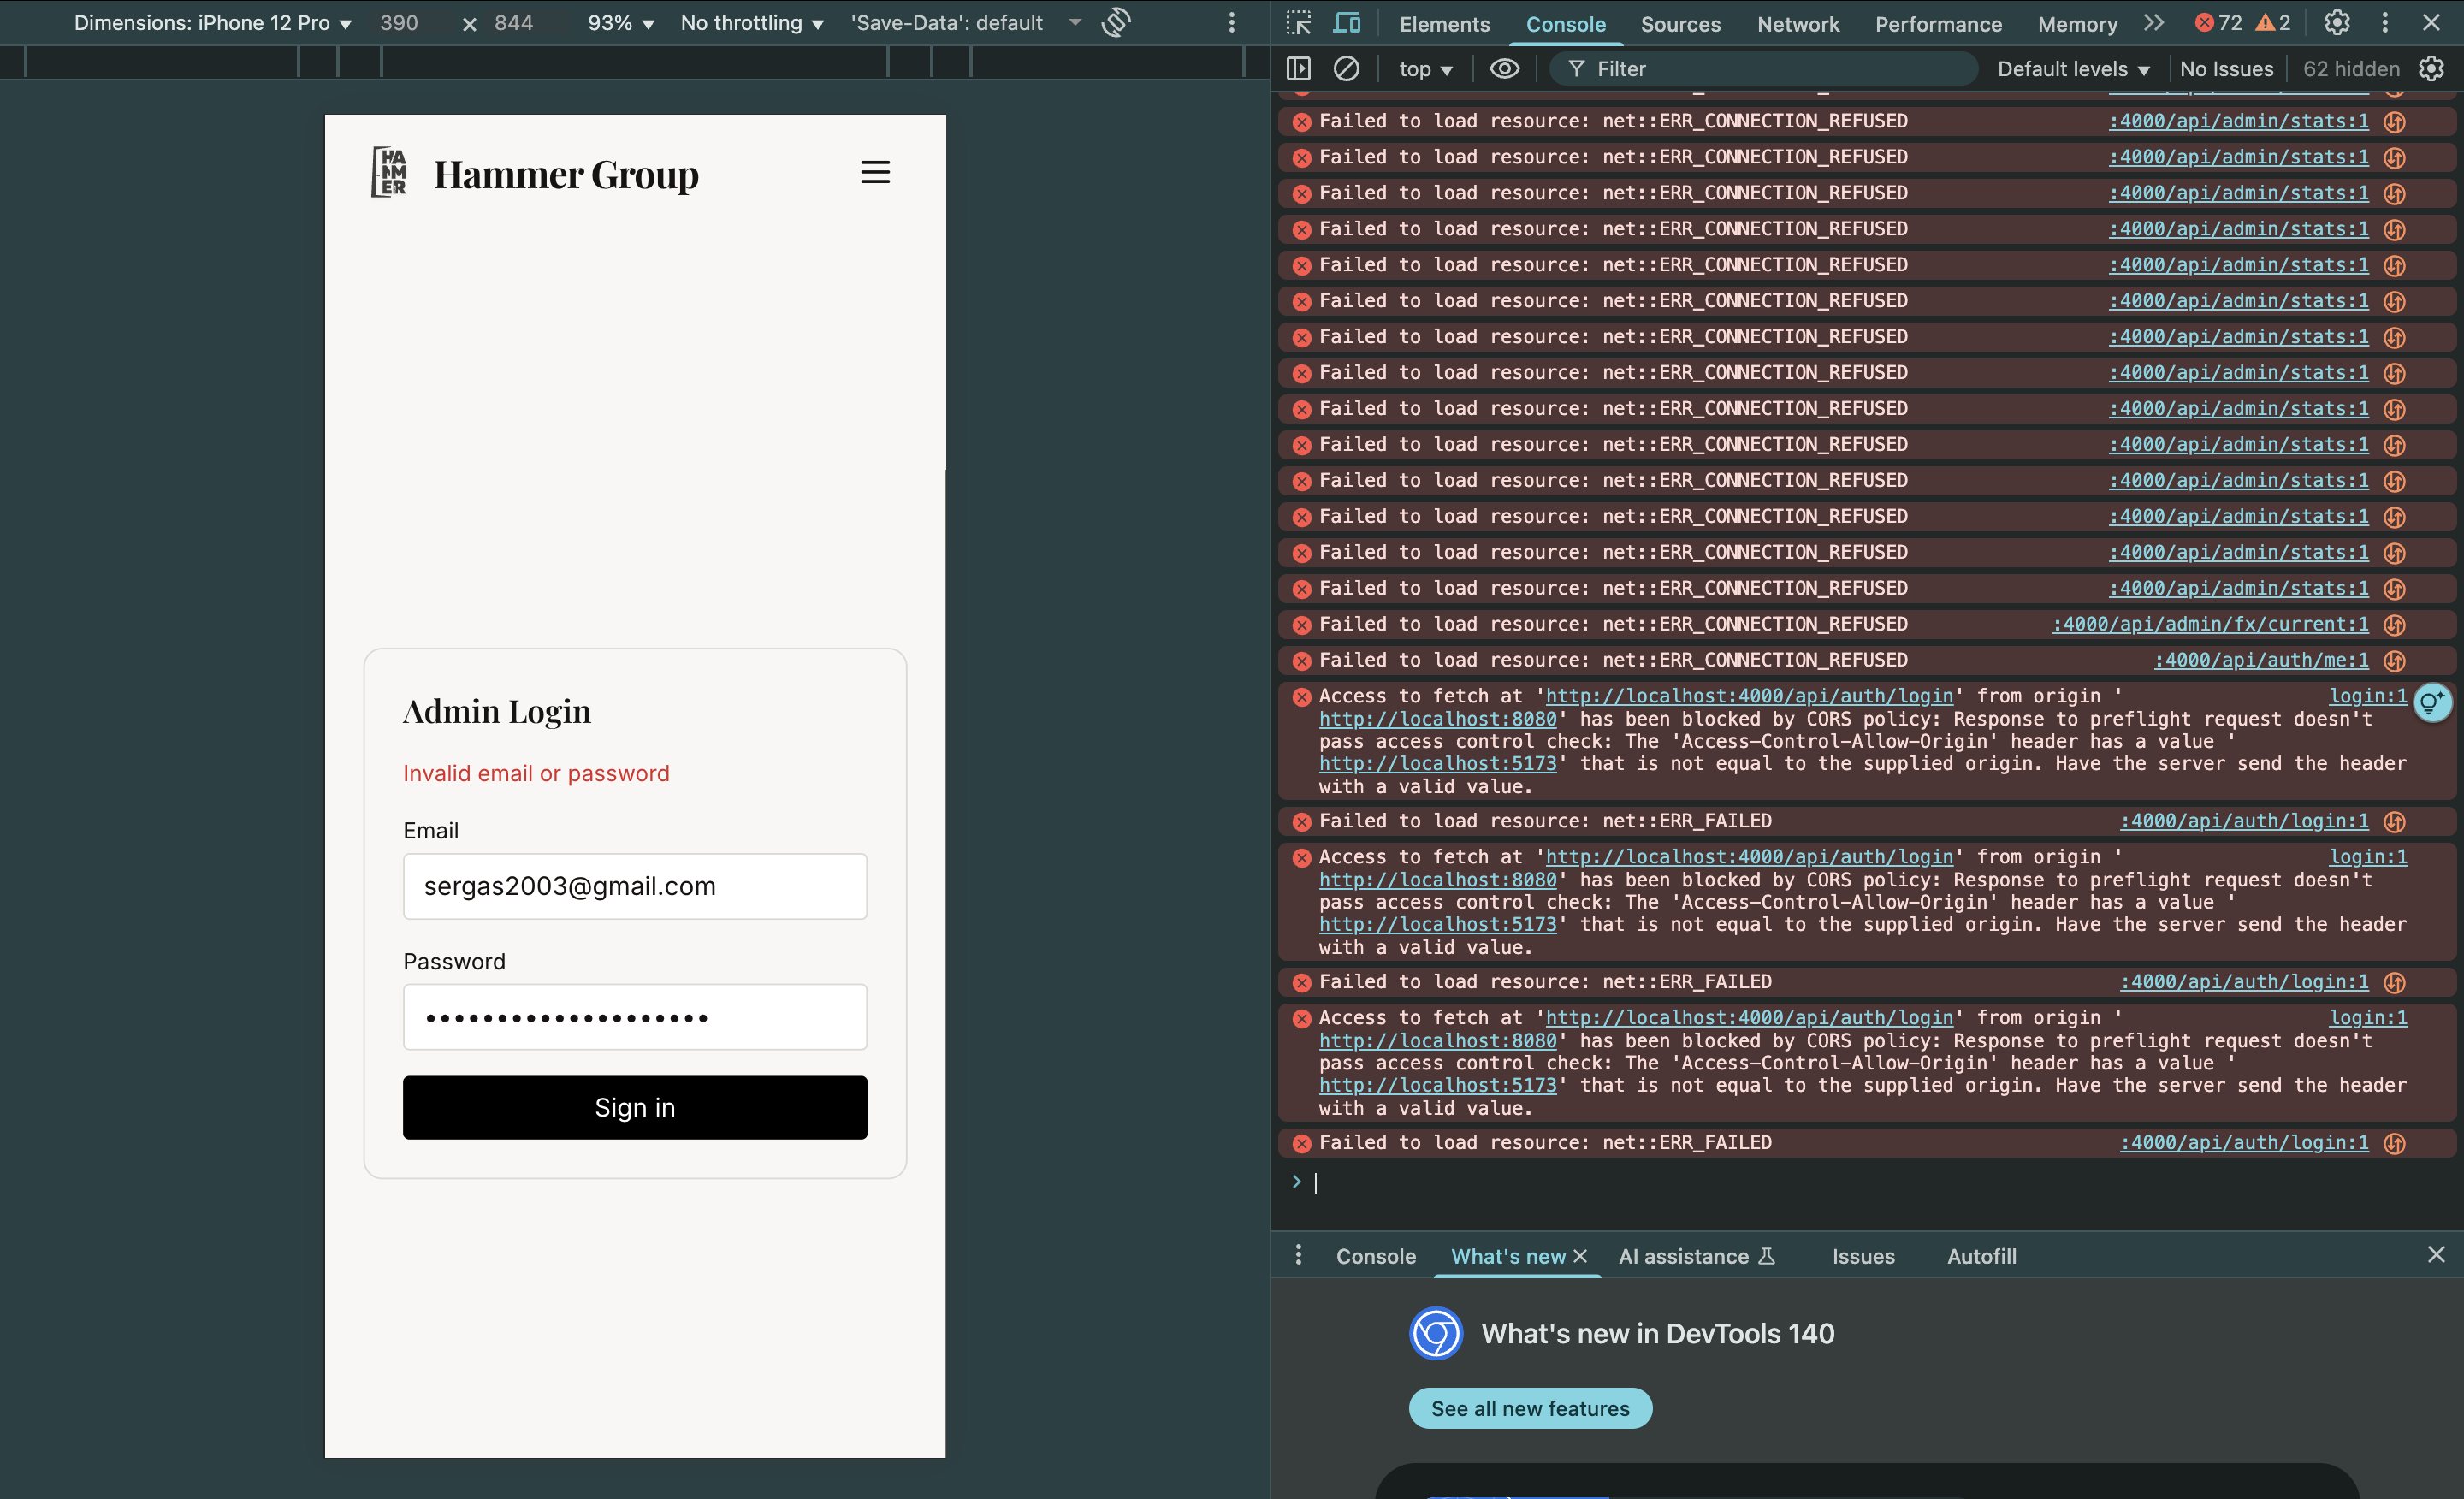 Dimensions: iPhone 12 Pro ▼ 390 × 844 93% ▼ No throttling ▼ 'Save-Data': default
Hammer Group
HA
MM
ER
Admin Login
Invalid email or password
Email
sergas2003@gmail.com
Password
••••••••••••••••••••
Sign in
Elements Console Sources Network Performance Memory 72 2
top ▼ Filter Default levels ▼ No Issues 62 hidden
Failed to load resource: net::ERR_CONNECTION_REFUSED :4000/api/admin/stats:1
Failed to load resource: net::ERR_CONNECTION_REFUSED :4000/api/admin/stats:1
Failed to load resource: net::ERR_CONNECTION_REFUSED :4000/api/admin/stats:1
Failed to load resource: net::ERR_CONNECTION_REFUSED :4000/api/admin/stats:1
Failed to load resource: net::ERR_CONNECTION_REFUSED :4000/api/admin/stats:1
Failed to load resource: net::ERR_CONNECTION_REFUSED :4000/api/admin/stats:1
Failed to load resource: net::ERR_CONNECTION_REFUSED :4000/api/admin/stats:1
Failed to load resource: net::ERR_CONNECTION_REFUSED :4000/api/admin/stats:1
Failed to load resource: net::ERR_CONNECTION_REFUSED :4000/api/admin/stats:1
Failed to load resource: net::ERR_CONNECTION_REFUSED :4000/api/admin/stats:1
Failed to load resource: net::ERR_CONNECTION_REFUSED :4000/api/admin/stats:1
Failed to load resource: net::ERR_CONNECTION_REFUSED :4000/api/admin/stats:1
Failed to load resource: net::ERR_CONNECTION_REFUSED :4000/api/admin/stats:1
Failed to load resource: net::ERR_CONNECTION_REFUSED :4000/api/admin/stats:1
Failed to load resource: net::ERR_CONNECTION_REFUSED :4000/api/admin/fx/current:1
Failed to load resource: net::ERR_CONNECTION_REFUSED :4000/api/auth/me:1
Access to fetch at 'http://localhost:4000/api/auth/login' from origin ' login:1
http://localhost:8080' has been blocked by CORS policy: Response to preflight request doesn't
pass access control check: The 'Access-Control-Allow-Origin' header has a value '
http://localhost:5173' that is not equal to the supplied origin. Have the server send the header
with a valid value.
Failed to load resource: net::ERR_FAILED :4000/api/auth/login:1
Access to fetch at 'http://localhost:4000/api/auth/login' from origin ' login:1
http://localhost:8080' has been blocked by CORS policy: Response to preflight request doesn't
pass access control check: The 'Access-Control-Allow-Origin' header has a value '
http://localhost:5173' that is not equal to the supplied origin. Have the server send the header
with a valid value.
Failed to load resource: net::ERR_FAILED :4000/api/auth/login:1
Access to fetch at 'http://localhost:4000/api/auth/login' from origin ' login:1
http://localhost:8080' has been blocked by CORS policy: Response to preflight request doesn't
pass access control check: The 'Access-Control-Allow-Origin' header has a value '
http://localhost:5173' that is not equal to the supplied origin. Have the server send the header
with a valid value.
Failed to load resource: net::ERR_FAILED :4000/api/auth/login:1
Console What's new AI assistance Issues Autofill
What's new in DevTools 140
See all new features